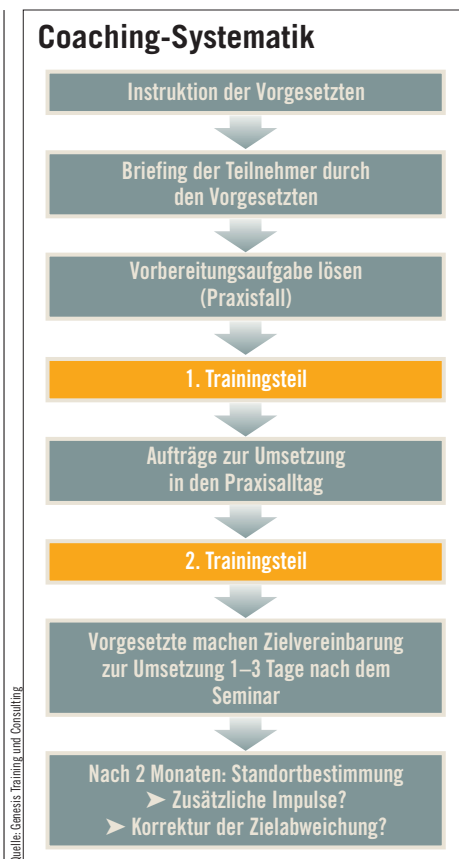 Coaching-Systematik
Instruktion der Vorgesetzten
Briefing der Teilnehmer durch
den Vorgesetzten
Vorbereitungsaufgabe lösen
(Praxisfall)
1. Trainingsteil
Aufträge zur Umsetzung
in den Praxisalltag
2. Trainingsteil
Vorgesetzte machen Zielvereinbarung
zur Umsetzung 1–3 Tage nach dem
Seminar
Nach 2 Monaten: Standortbestimmung
➤ Zusätzliche Impulse?
➤ Korrektur der Zielabweichung?
Quelle: Genesis Training und Consulting